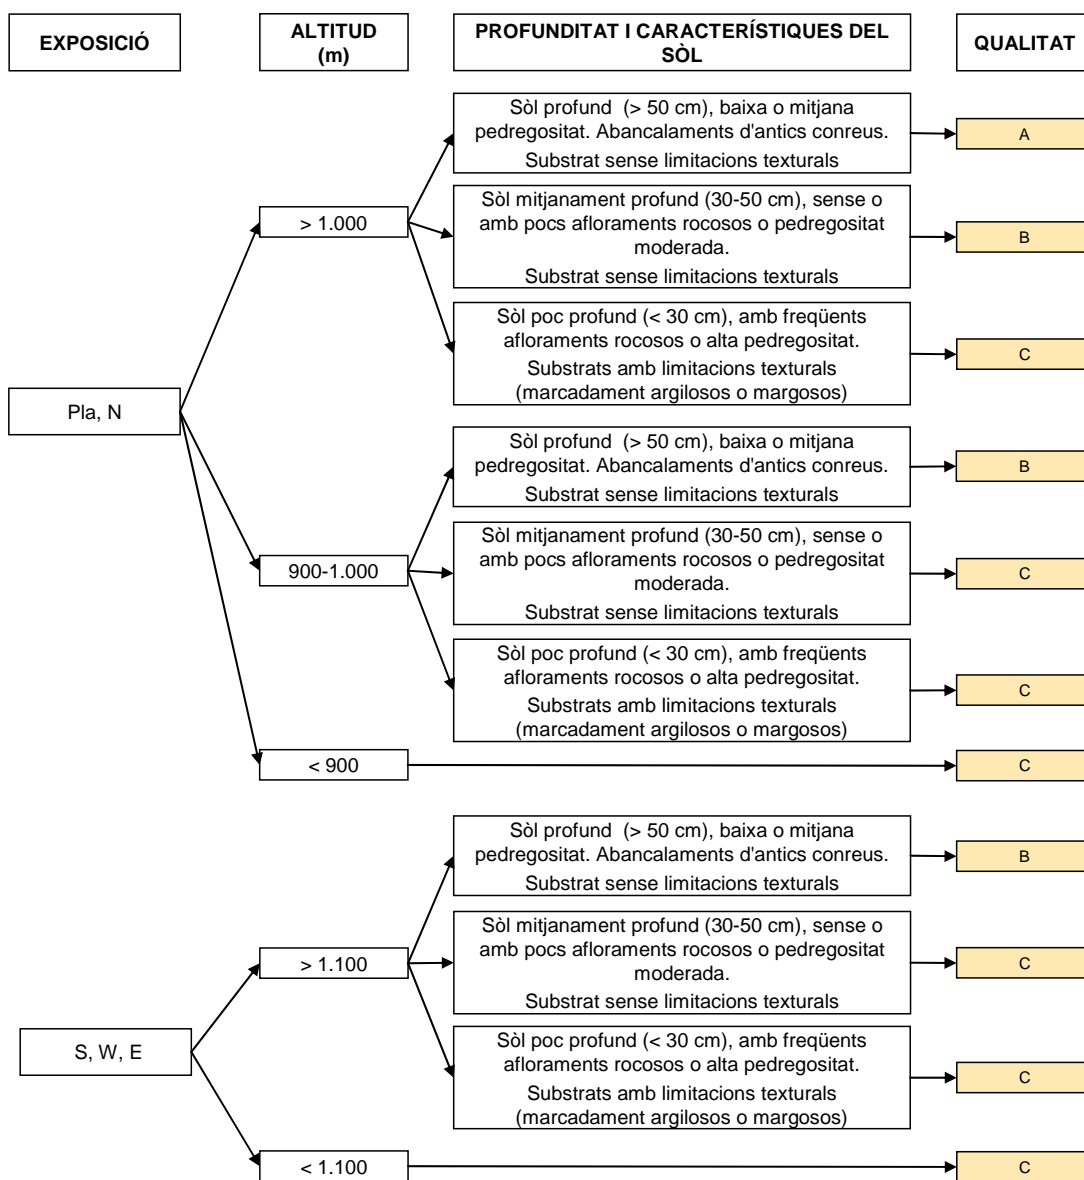 EXPOSICIÓ
ALTITUD
(m)
PROFUNDITAT I CARACTERÍSTIQUES DEL
SÒL
QUALITAT
Pla, N
> 1.000
Sòl profund (> 50 cm), baixa o mitjana
pedregositat. Abancalaments d'antics conreus.
Substrat sense limitacions texturals
A
Sòl mitjanament profund (30-50 cm), sense o
amb pocs afloraments rocosos o pedregositat
moderada.
Substrat sense limitacions texturals
B
Sòl poc profund (< 30 cm), amb freqüents
afloraments rocosos o alta pedregositat.
Substrats amb limitacions texturals
(marcadament argilosos o margosos)
C
900-1.000
Sòl profund (> 50 cm), baixa o mitjana
pedregositat. Abancalaments d'antics conreus.
Substrat sense limitacions texturals
B
Sòl mitjanament profund (30-50 cm), sense o
amb pocs afloraments rocosos o pedregositat
moderada.
Substrat sense limitacions texturals
C
Sòl poc profund (< 30 cm), amb freqüents
afloraments rocosos o alta pedregositat.
Substrats amb limitacions texturals
(marcadament argilosos o margosos)
C
< 900
C
S, W, E
> 1.100
Sòl profund (> 50 cm), baixa o mitjana
pedregositat. Abancalaments d'antics conreus.
Substrat sense limitacions texturals
B
Sòl mitjanament profund (30-50 cm), sense o
amb pocs afloraments rocosos o pedregositat
moderada.
Substrat sense limitacions texturals
C
Sòl poc profund (< 30 cm), amb freqüents
afloraments rocosos o alta pedregositat.
Substrats amb limitacions texturals
(marcadament argilosos o margosos)
C
< 1.100
C